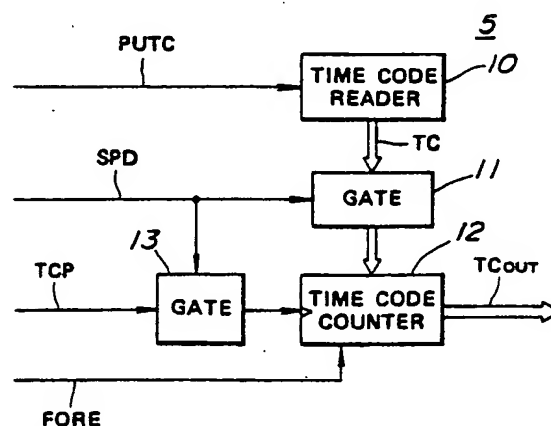 5
PUTC
TIME CODE
READER
10
TC
SPD
GATE
11
13
12
TCP
GATE
TIME CODE
COUNTER
TCOUT
FORE